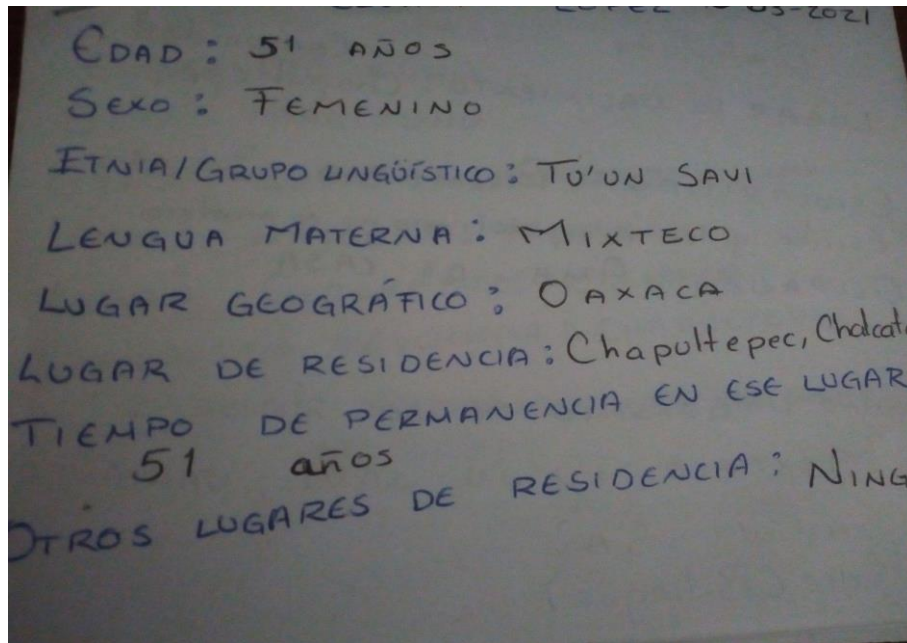 LOPEZ
EDAD: 51 AÑOS
SEXO: FEMENINO
ETNIA/GRUPO LINGÜÍSTICO: TU'UN SAVI
LENGUA MATERNA: MIXTECO
LUGAR GEOGRÁFICO: OAXACA
LUGAR DE RESIDENCIA: Chapultepec,
TIEMPO DE PERMANENCIA EN ESE LUGAR
51 años
OTROS LUGARES DE RESIDENCIA: